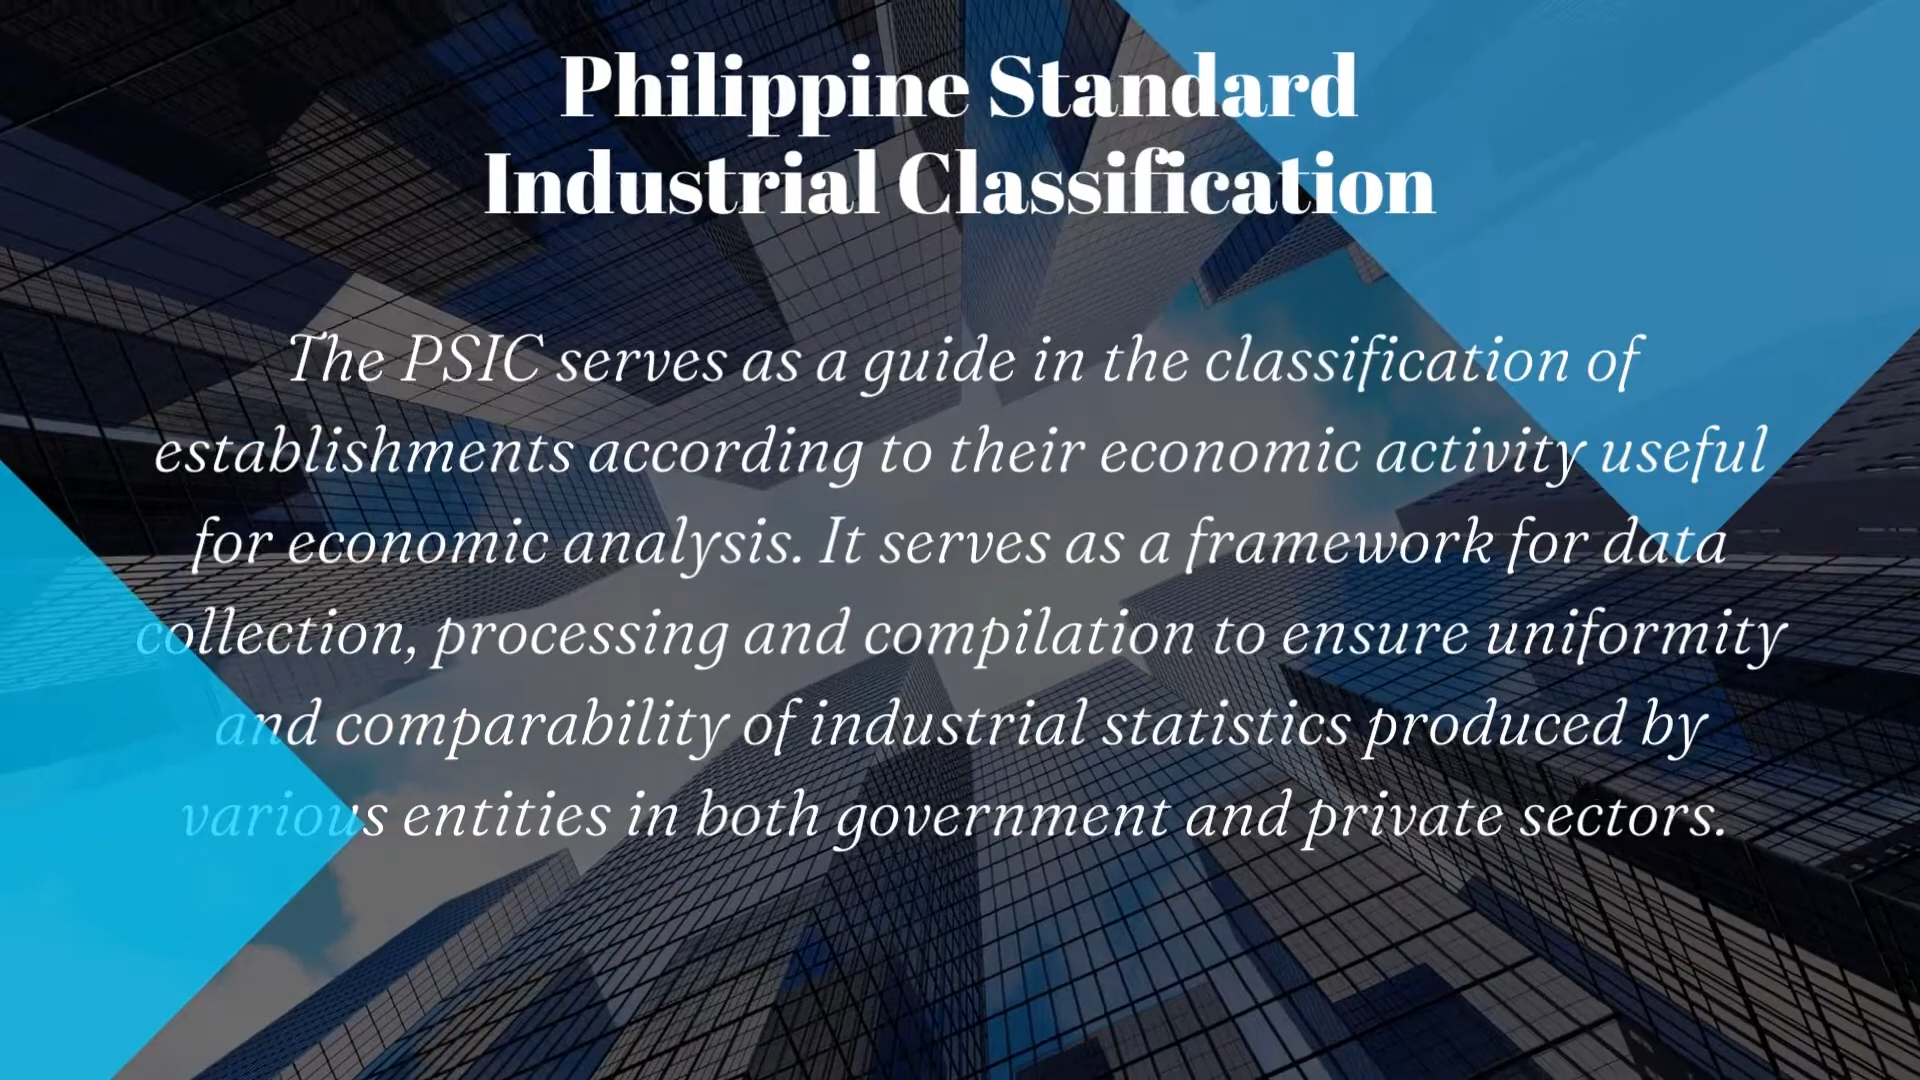 Philippine Standard
Industrial Classification
The PSIC serves as a guide in the classification of
establishments according to their economic activity useful
for economic analysis. It serves as a framework for data
collection, processing and compilation to ensure uniformity
and comparability of industrial statistics produced by
various entities in both government and private sectors.